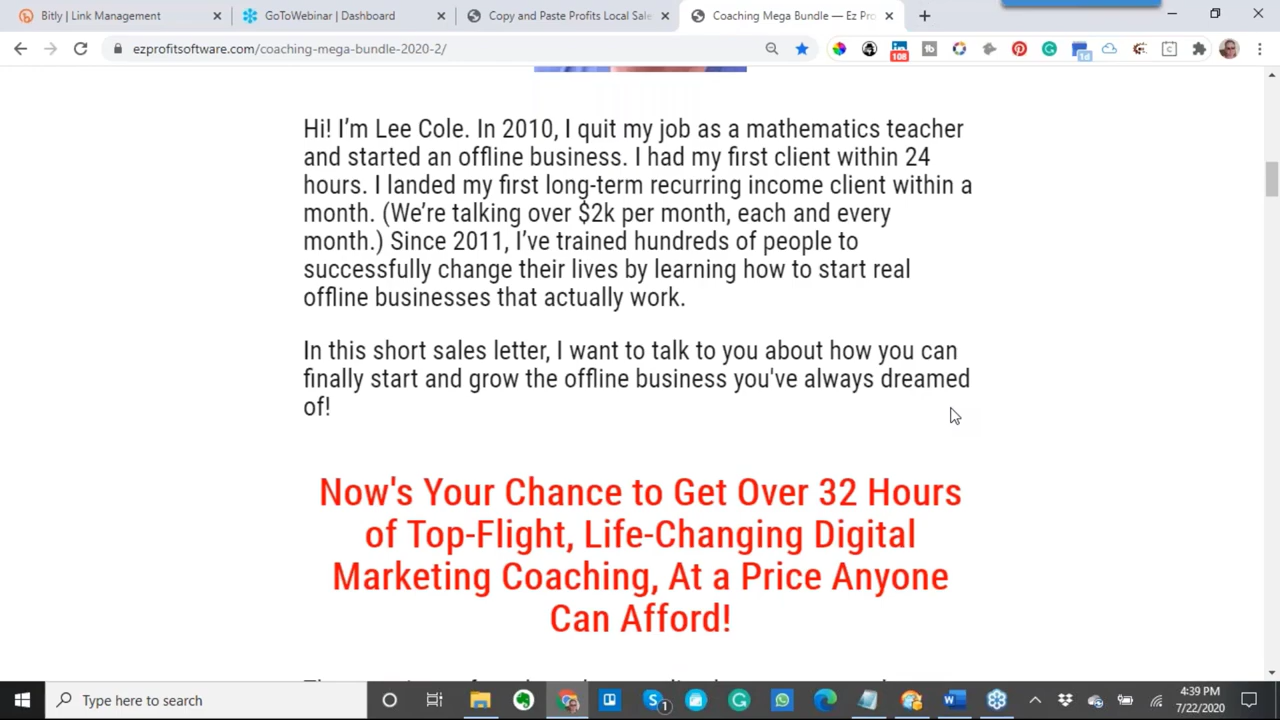 Bitly | Link Management
GoToWebinar | Dashboard
Copy and Paste Profits Local Sale
Coaching Mega Bundle — Ez Pro
ezprofitsoftware.com/coaching-mega-bundle-2020-2/
108
1d
Hi! I’m Lee Cole. In 2010, I quit my job as a mathematics teacher
and started an offline business. I had my first client within 24
hours. I landed my first long-term recurring income client within a
month. (We’re talking over $2k per month, each and every
month.) Since 2011, I’ve trained hundreds of people to
successfully change their lives by learning how to start real
offline businesses that actually work.
In this short sales letter, I want to talk to you about how you can
finally start and grow the offline business you've always dreamed
of!
Now's Your Chance to Get Over 32 Hours
of Top-Flight, Life-Changing Digital
Marketing Coaching, At a Price Anyone
Can Afford!
Type here to search
1
4:39 PM
7/22/2020